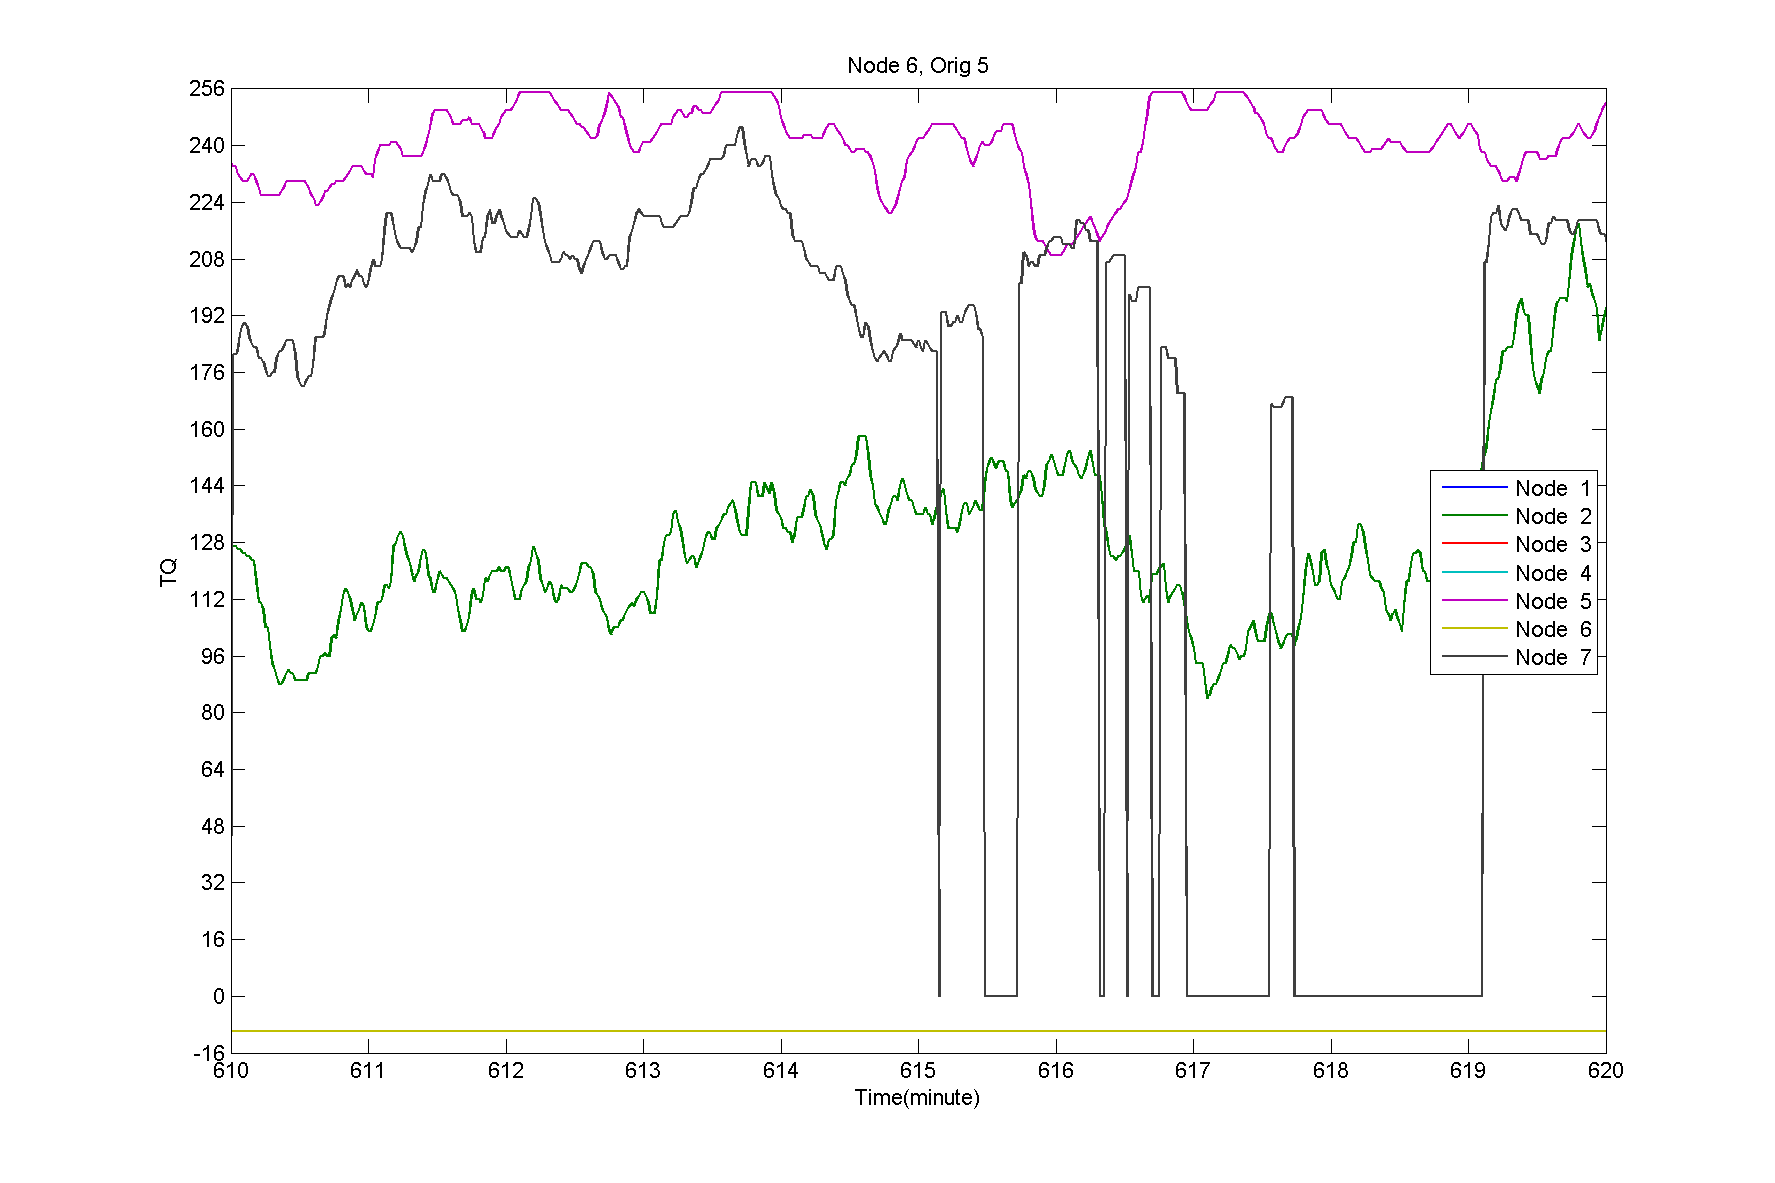 Node 6, Orig 5
256
240
224
208
192
176
160
144
128
112
96
80
64
48
32
16
0
-16
TQ
Node 1
Node 2
Node 3
Node 4
Node 5
Node 6
Node 7
610 611 612 613 614 615 616 617 618 619 620
Time(minute)